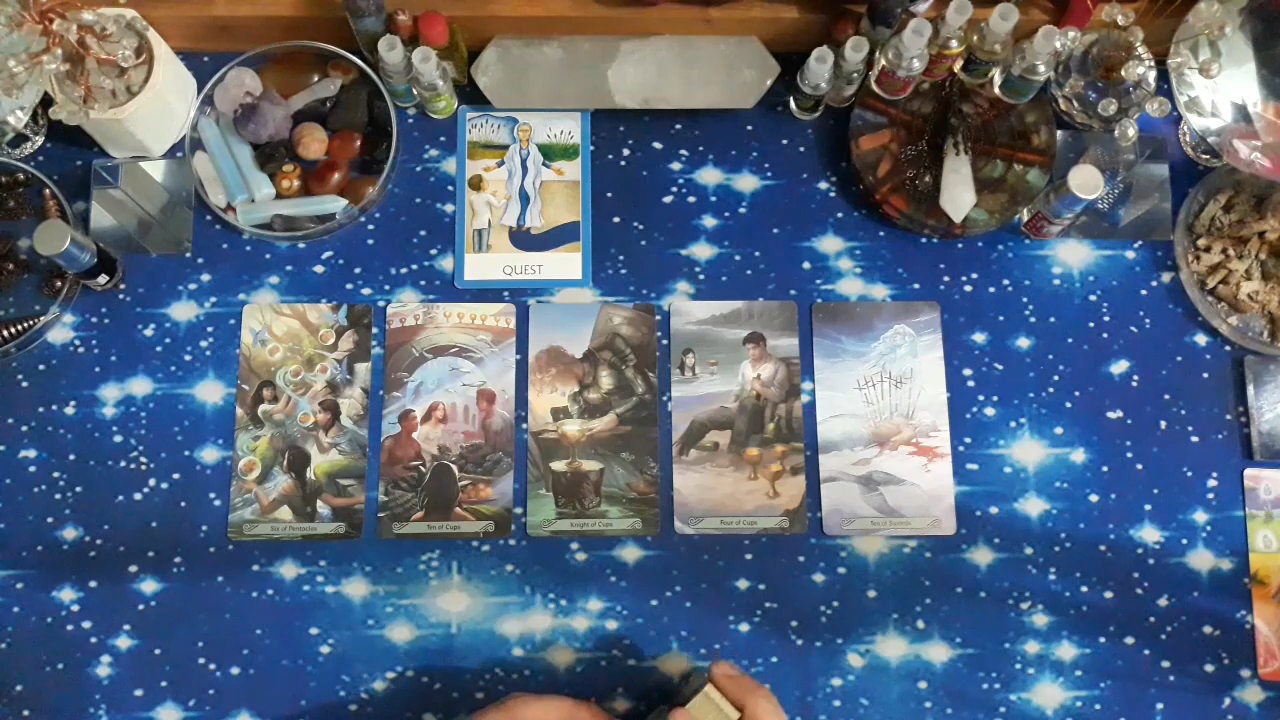 QUEST
Six of Pentacles
Ten of Cups
Knight of Cups
Four of Cups
Ten of Swords